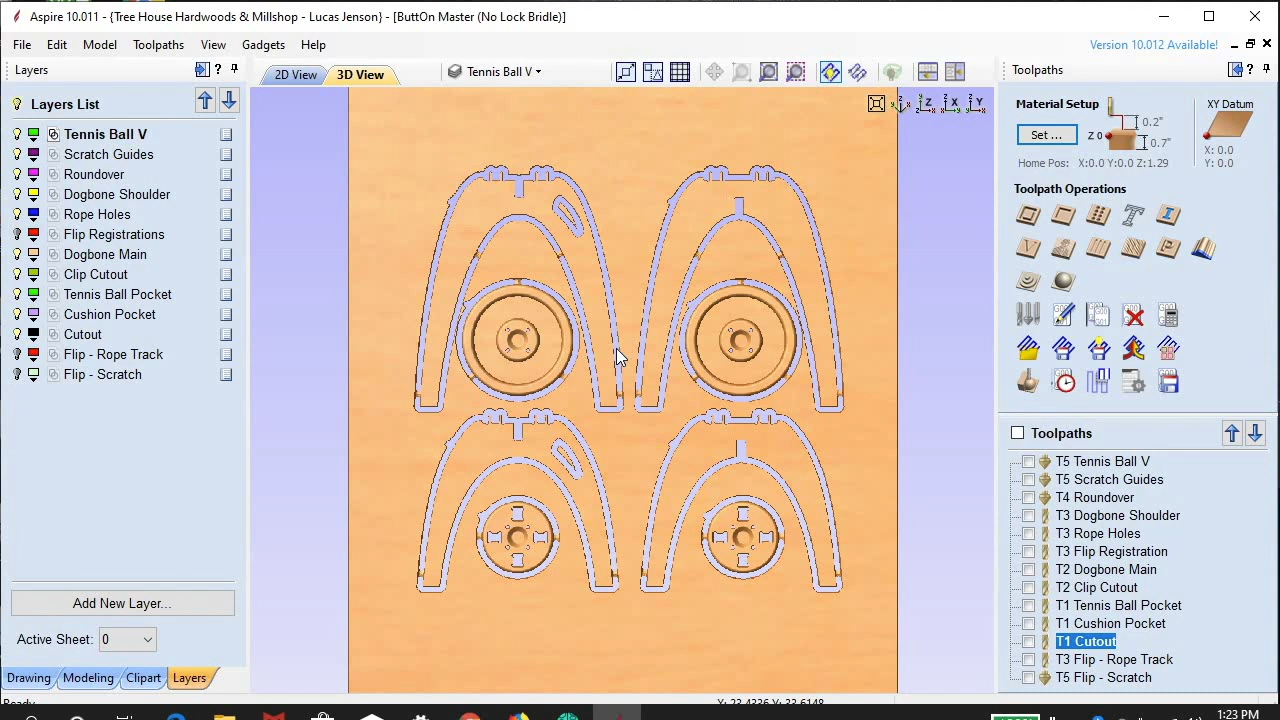 Aspire 10.011 - {Tree House Hardwoods & Millshop - Lucas Jenson} - [ButtOn Master (No Lock Bridle)]
File Edit Model Toolpaths View Gadgets Help
Version 10.012 Available!
Layers
2D View 3D View
Tennis Ball V
Toolpaths
Layers List
Tennis Ball V
Scratch Guides
Roundover
Dogbone Shoulder
Rope Holes
Flip Registrations
Dogbone Main
Clip Cutout
Tennis Ball Pocket
Cushion Pocket
Cutout
Flip - Rope Track
Flip - Scratch
Add New Layer...
Active Sheet: 0
Drawing Modeling Clipart Layers
Z X Y
Material Setup
XY Datum
Set ...
Z 0
0.2"
0.7"
X: 0.0
Y: 0.0
Home Pos: X:0.0 Y:0.0 Z:1.29
Toolpath Operations
Toolpaths
T5 Tennis Ball V
T5 Scratch Guides
T4 Roundover
T3 Dogbone Shoulder
T3 Rope Holes
T3 Flip Registration
T2 Dogbone Main
T2 Clip Cutout
T1 Tennis Ball Pocket
T1 Cushion Pocket
T1 Cutout
T3 Flip - Rope Track
T5 Flip - Scratch
Ready
X: 23.4336 Y:33.6148
1:23 PM